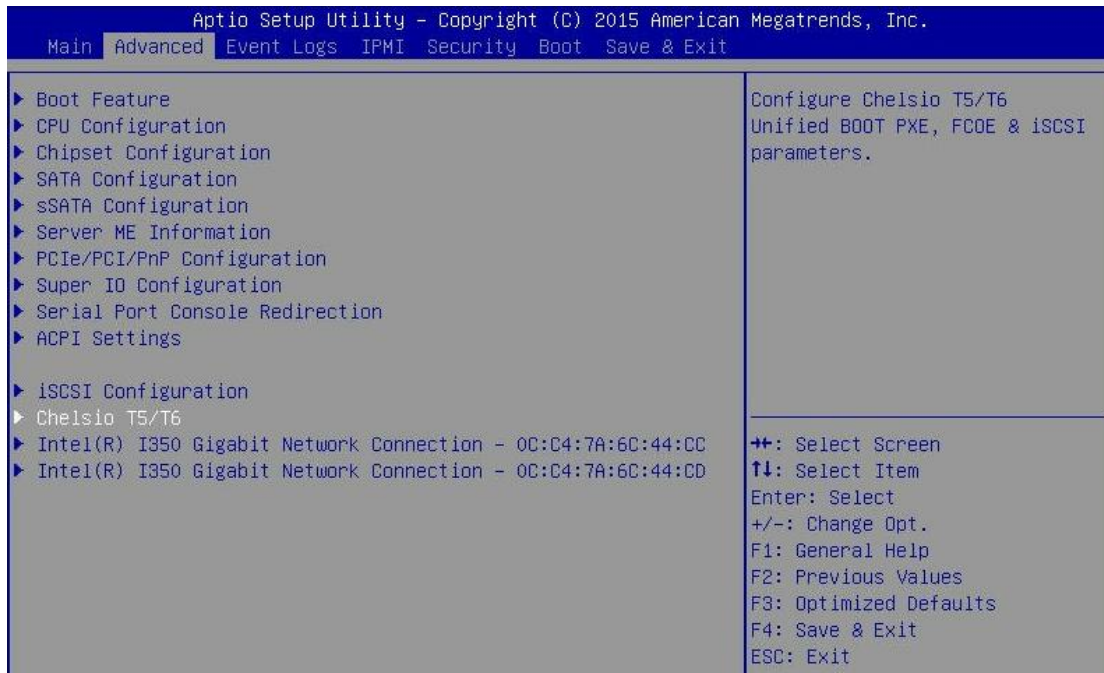 Aptio Setup Utility – Copyright (C) 2015 American Megatrends, Inc.
Main Advanced Event Logs IPMI Security Boot Save & Exit
Boot Feature
CPU Configuration
Chipset Configuration
SATA Configuration
sSATA Configuration
Server ME Information
PCIe/PCI/PnP Configuration
Super IO Configuration
Serial Port Console Redirection
ACPI Settings
iSCSI Configuration
Chelsio T5/T6
Intel(R) I350 Gigabit Network Connection – 0C:C4:7A:6C:44:CC
Intel(R) I350 Gigabit Network Connection – 0C:C4:7A:6C:44:CD
Configure Chelsio T5/T6
Unified BOOT PXE, FCOE & iSCSI
parameters.
→←: Select Screen
↑↓: Select Item
Enter: Select
+/-: Change Opt.
F1: General Help
F2: Previous Values
F3: Optimized Defaults
F4: Save & Exit
ESC: Exit